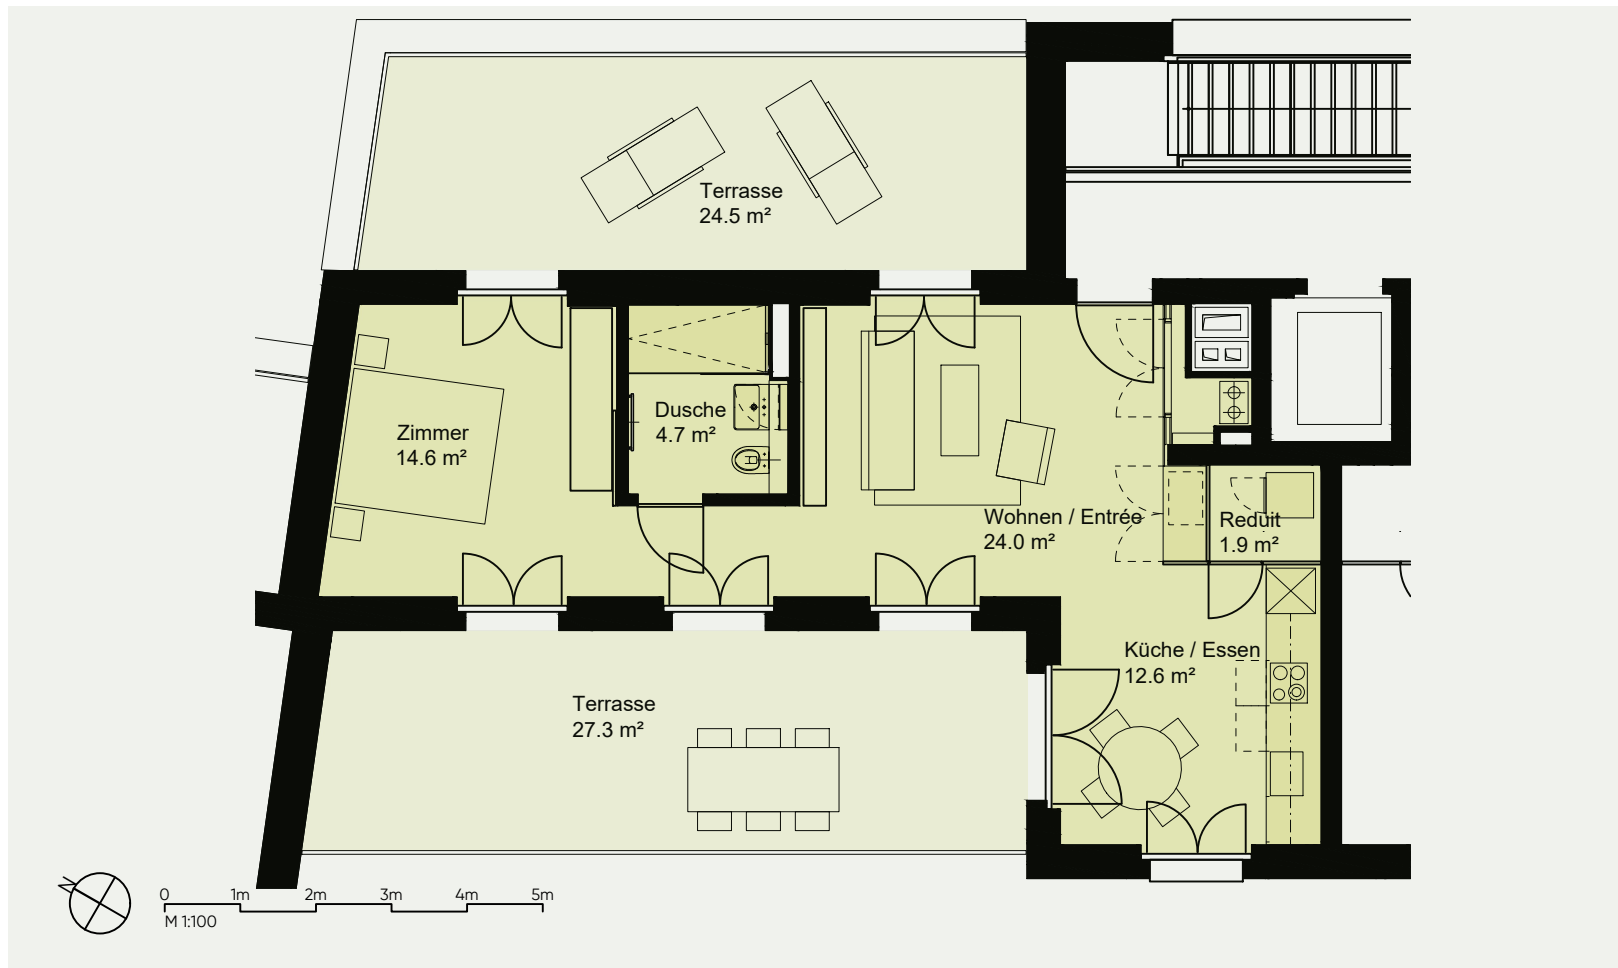 Terrasse
24.5 m²
Zimmer
14.6 m²
Dusche
4.7 m²
Wohnen / Entrée
24.0 m²
Reduit
1.9 m²
Küche / Essen
12.6 m²
Terrasse
27.3 m²
N
0 1m 2m 3m 4m 5m
M 1:100